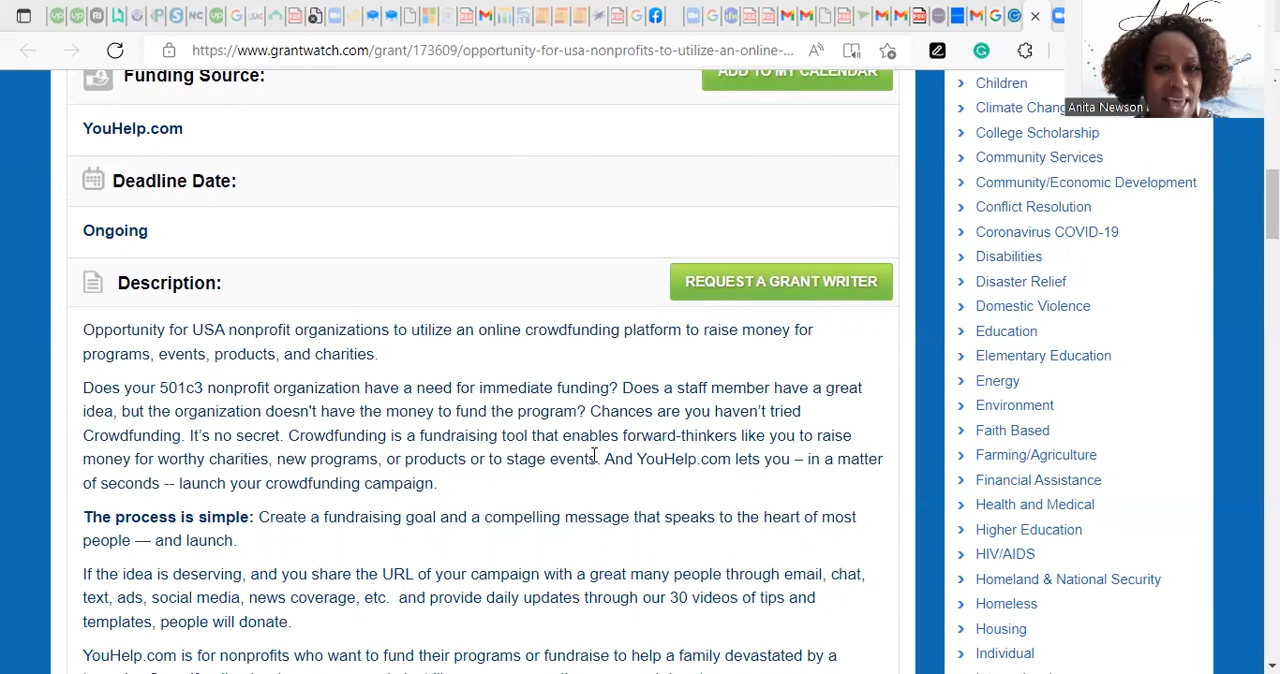 https://www.grantwatch.com/grant/173609/opportunity-for-usa-nonprofits-to-utilize-an-online-...
Anita Newson
Funding Source:
ADD TO MY CALENDAR
YouHelp.com
Deadline Date:
Ongoing
Description:
REQUEST A GRANT WRITER
Opportunity for USA nonprofit organizations to utilize an online crowdfunding platform to raise money for
programs, events, products, and charities.
Does your 501c3 nonprofit organization have a need for immediate funding? Does a staff member have a great
idea, but the organization doesn't have the money to fund the program? Chances are you haven’t tried
Crowdfunding. It’s no secret. Crowdfunding is a fundraising tool that enables forward-thinkers like you to raise
money for worthy charities, new programs, or products or to stage events. And YouHelp.com lets you – in a matter
of seconds -- launch your crowdfunding campaign.
The process is simple: Create a fundraising goal and a compelling message that speaks to the heart of most
people — and launch.
If the idea is deserving, and you share the URL of your campaign with a great many people through email, chat,
text, ads, social media, news coverage, etc.  and provide daily updates through our 30 videos of tips and
templates, people will donate.
YouHelp.com is for nonprofits who want to fund their programs or fundraise to help a family devastated by a
Children
Climate Chang
College Scholarship
Community Services
Community/Economic Development
Conflict Resolution
Coronavirus COVID-19
Disabilities
Disaster Relief
Domestic Violence
Education
Elementary Education
Energy
Environment
Faith Based
Farming/Agriculture
Financial Assistance
Health and Medical
Higher Education
HIV/AIDS
Homeland & National Security
Homeless
Housing
Individual